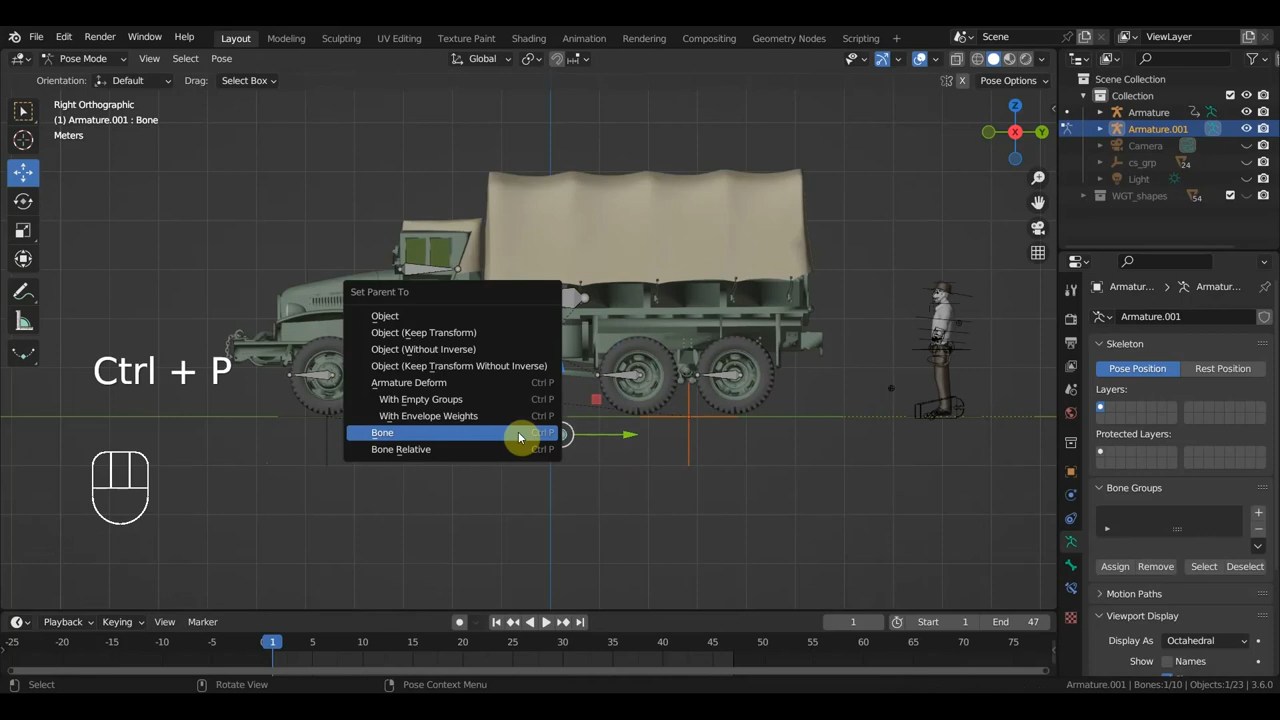 File Edit Render Window Help Layout Modeling Sculpting UV Editing Texture Paint Shading Animation Rendering Compositing Geometry Nodes Scripting + Scene ViewLayer
Pose Mode View Select Pose Global
Orientation: Default Drag: Select Box X Pose Options
Right Orthographic
(1) Armature.001 : Bone
Meters
Z
Y
X
Scene Collection
Collection
Armature
Armature.001
Camera
cs_grp 24
Light
WGT_shapes 54
Armatur... Armatur...
Armature.001
Skeleton
Pose Position Rest Position
Layers:
Protected Layers:
Bone Groups
Assign Remove Select Deselect
Motion Paths
Viewport Display
Display As Octahedral
Show Names
Set Parent To
Object
Object (Keep Transform)
Object (Without Inverse)
Object (Keep Transform Without Inverse)
Armature Deform Ctrl P
With Empty Groups Ctrl P
With Envelope Weights Ctrl P
Bone Ctrl P
Bone Relative Ctrl P
Ctrl + P
Playback Keying View Marker 1 Start 1 End 47
-25 -20 -15 -10 -5 1 5 10 15 20 25 30 35 40 45 50 55 60 65 70 75
Select Rotate View Pose Context Menu Armature.001 | Bones:1/10 | Objects:1/23 | 3.6.0